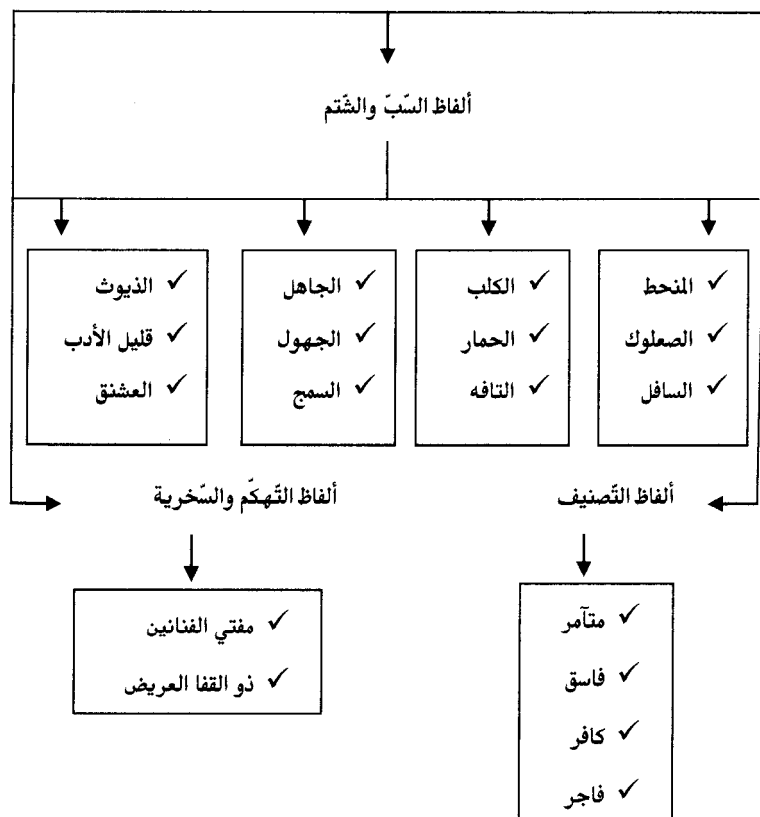 ألفاظ السّبّ والشّتم
✓ المنحط
✓ الصعلوك
✓ السافل
✓ الكلب
✓ الحمار
✓ التافه
✓ الجاهل
✓ الجهول
✓ السمج
✓ الذيوث
✓ قليل الأدب
✓ العشنق
ألفاظ التّصنيف
✓ متآمر
✓ فاسق
✓ كافر
✓ فاجر
ألفاظ التّهكّم والسّخرية
✓ مفتي الفنانين
✓ ذو القفا العريض